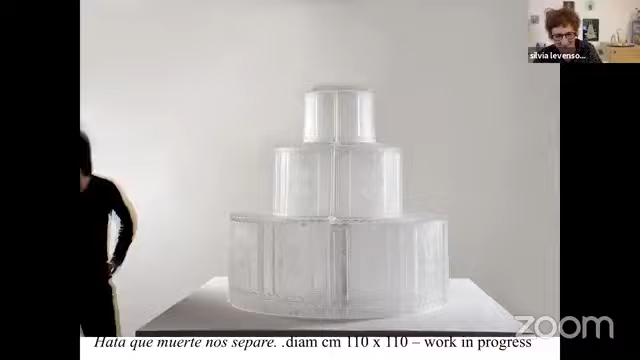 silvia levenso...
Hata que muerte nos separe. .diam cm 110 x 110 – work in progress
zoom